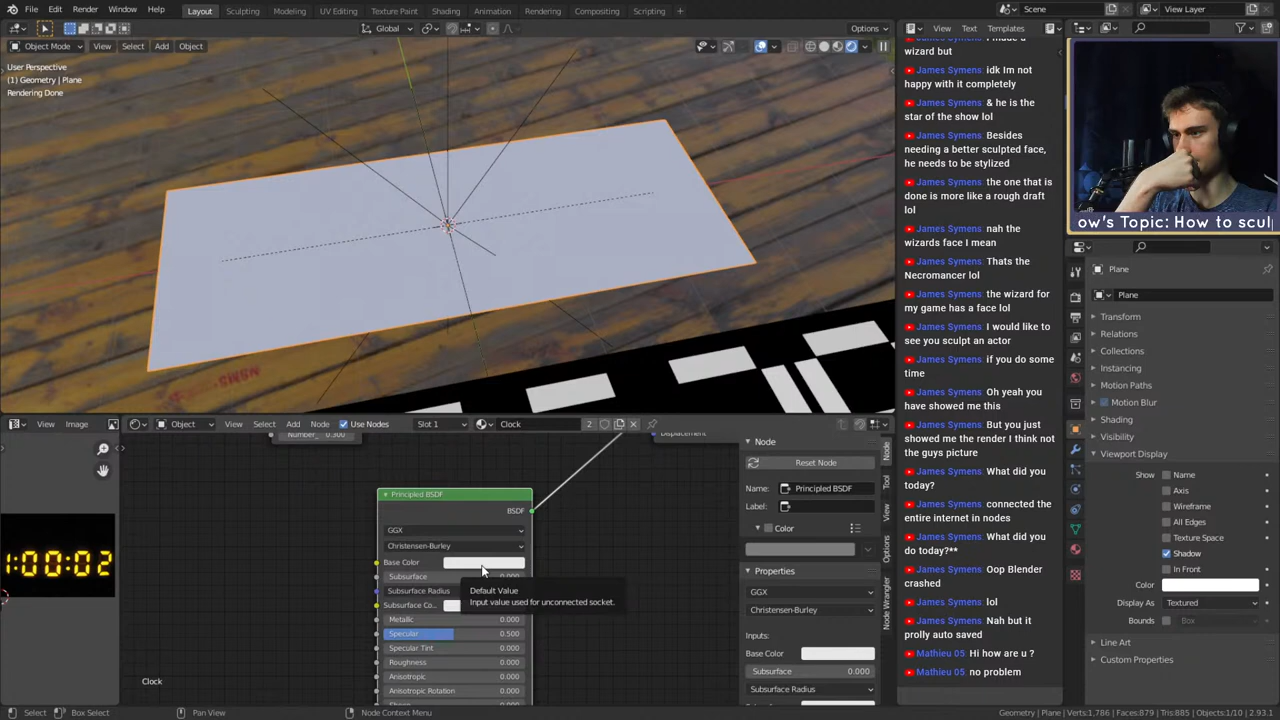 File Edit Render Window Help Layout Sculpting Modeling UV Editing Texture Paint Shading Animation Rendering Compositing Scripting Scene View Layer
Global Options View Text Templates
Object Mode View Select Add Object
User Perspective
(1) Geometry | Plane
Rendering Done
wizard but
James Symens: idk Im not
happy with it completely
James Symens: & he is the
star of the show lol
James Symens: Besides
needing a better sculpted face,
he needs to be stylized
James Symens: the one that is
done is more like a rough draft
lol
James Symens: nah the
wizards face I mean
James Symens: Thats the
Necromancer lol
James Symens: the wizard for
my game has a face lol
James Symens: I would like to
see you sculpt an actor
James Symens: if you do some
time
James Symens: Oh yeah you
have showed me this
James Symens: But you just
showed me the render I think not
the guys picture
James Symens: What did you
today?
James Symens: connected the
entire internet in nodes
James Symens: What did you
do today?**
James Symens: Oop Blender
crashed
James Symens: lol
James Symens: Nah but it
prolly auto saved
Mathieu 05: Hi how are u ?
Mathieu 05: no problem
ow's Topic: How to scul
Plane
Plane
Transform
Relations
Collections
Instancing
Motion Paths
Motion Blur
Shading
Visibility
Viewport Display
Show Name
Axis
Wireframe
All Edges
Texture Space
Shadow
In Front
Color
Display As Textured
Bounds Box
Line Art
Custom Properties
View Image Object View Select Add Node Use Nodes Slot 1 Clock 2
1:00:02
Number_ 0.300
Displacement
Principled BSDF
BSDF
GGX
Christensen-Burley
Base Color
Subsurface 0.000
Subsurface Radius
Subsurface Co...
Metallic 0.000
Specular 0.500
Specular Tint 0.000
Roughness 0.000
Anisotropic 0.000
Anisotropic Rotation 0.000
Default Value
Input value used for unconnected socket.
Clock
Node
Reset Node
Name: Principled BSDF
Label:
Color
Properties
GGX
Christensen-Burley
Inputs:
Base Color
Subsurface 0.000
Subsurface Radius
Node
Tool
View
Options
Node Wrangler
Select Box Select Pan View Node Context Menu Geometry | Plane Verts:1,786 Faces:879 Tris:885 Objects:1/10 2.93.1